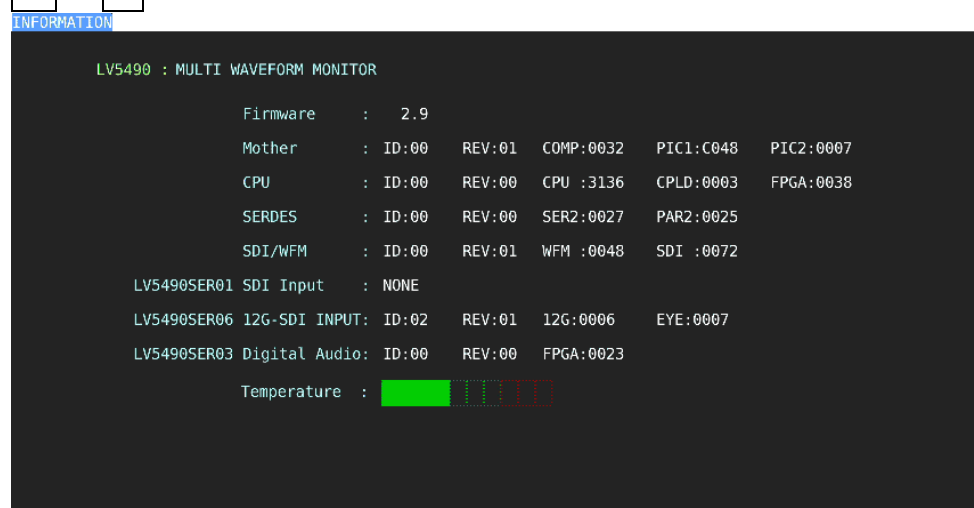 INFORMATION
LV5490 : MULTI WAVEFORM MONITOR
Firmware : 2.9
Mother : ID:00 REV:01 COMP:0032 PIC1:C048 PIC2:0007
CPU : ID:00 REV:00 CPU :3136 CPLD:0003 FPGA:0038
SERDES : ID:00 REV:00 SER2:0027 PAR2:0025
SDI/WFM : ID:00 REV:01 WFM :0048 SDI :0072
LV5490SER01 SDI Input : NONE
LV5490SER06 12G-SDI INPUT: ID:02 REV:01 12G:0006 EYE:0007
LV5490SER03 Digital Audio: ID:00 REV:00 FPGA:0023
Temperature :